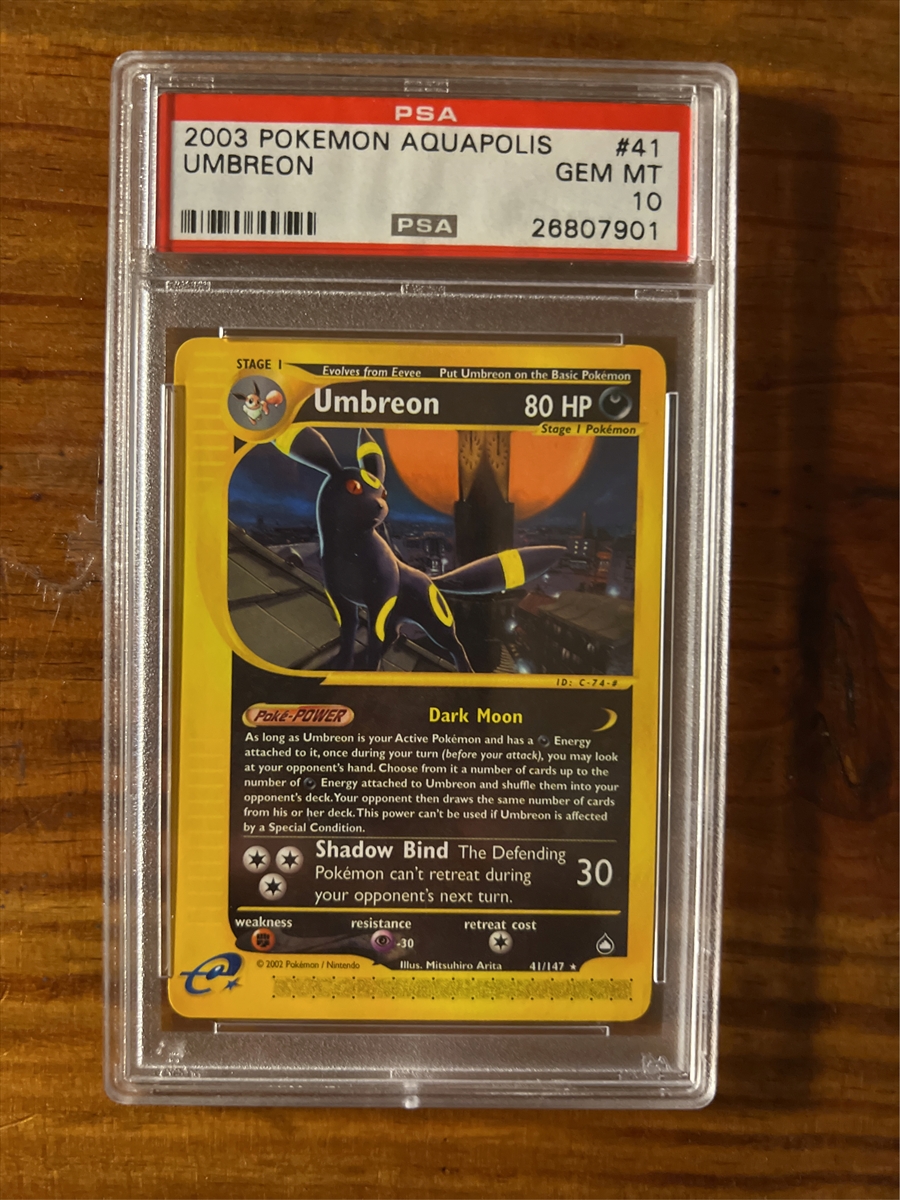 PSA
2003 POKEMON AQUAPOLIS #41
UMBREON GEM MT
10
PSA 26807901
STAGE 1 Evolves from Eevee Put Umbreon on the Basic Pokémon
Umbreon 80 HP
Stage 1 Pokémon
ID: C-74-#
Poké-POWER Dark Moon
As long as Umbreon is your Active Pokémon and has a Energy
attached to it, once during your turn (before your attack), you may look
at your opponent's hand. Choose from it a number of cards up to the
number of Energy attached to Umbreon and shuffle them into your
opponent's deck. Your opponent then draws the same number of cards
from his or her deck. This power can't be used if Umbreon is affected
by a Special Condition.
Shadow Bind The Defending
Pokémon can't retreat during 30
your opponent's next turn.
weakness resistance retreat cost
-30
e
© 2002 Pokémon / Nintendo Illus. Mitsuhiro Arita 41/147 ★